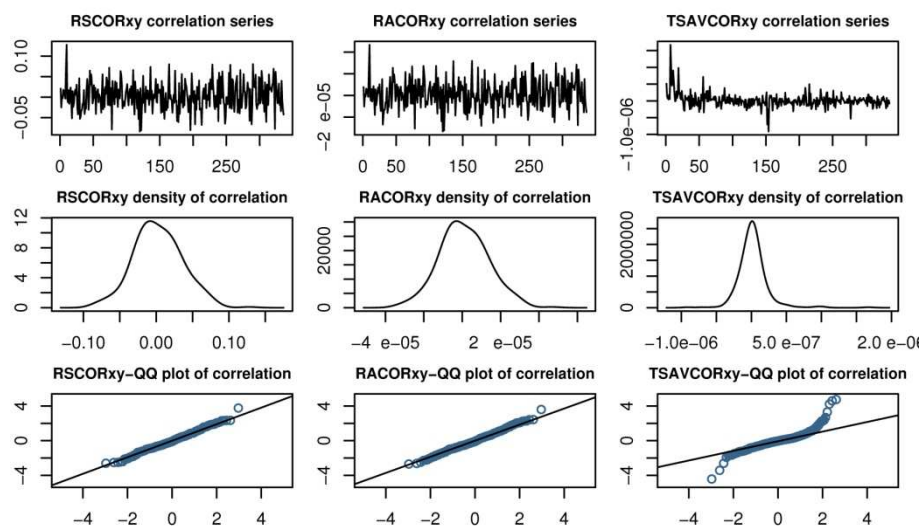 RSCORxy correlation series
RACORxy correlation series
TSAVCORxy correlation series
0.10
−0.05
−2 e−05
−1.0e−06
0 50 150 250
0 50 150 250
0 50 150 250
RSCORxy density of correlation
RACORxy density of correlation
TSAVCORxy density of correlation
12
8
4
0
20000
0
2000000
0
−0.10 0.00 0.10
−4 e−05 2 e−05
−1.0e−06 5.0 e−07 2.0 e−06
RSCORxy−QQ plot of correlation
RACORxy−QQ plot of correlation
TSAVCORxy−QQ plot of correlation
4
0
−4
4
0
−4
4
0
−4
−4 −2 0 2 4
−4 −2 0 2 4
−4 −2 0 2 4